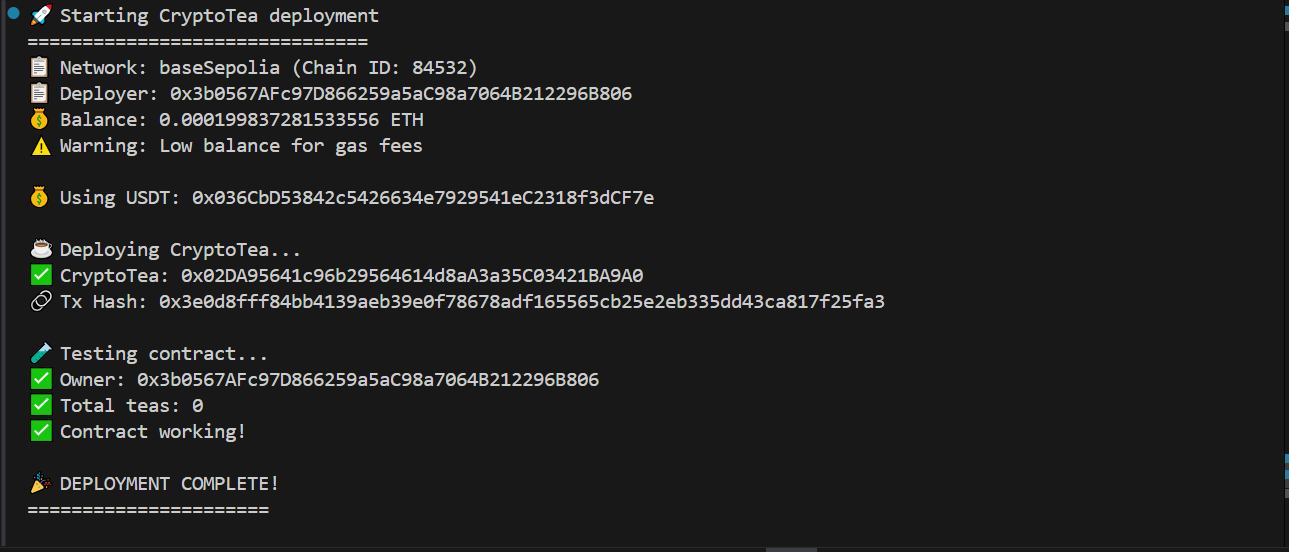 🚀 Starting CryptoTea deployment
===============================
📋 Network: baseSepolia (Chain ID: 84532)
📋 Deployer: 0x3b0567AFc97D866259a5aC98a7064B212296B806
💰 Balance: 0.000199837281533556 ETH
⚠️ Warning: Low balance for gas fees
💰 Using USDT: 0x036CbD53842c5426634e7929541eC2318f3dCF7e
☕ Deploying CryptoTea...
✅ CryptoTea: 0x02DA95641c96b29564614d8aA3a35C03421BA9A0
🔗 Tx Hash: 0x3e0d8fff84bb4139aeb39e0f78678adf165565cb25e2eb335dd43ca817f25fa3
🧪 Testing contract...
✅ Owner: 0x3b0567AFc97D866259a5aC98a7064B212296B806
✅ Total teas: 0
✅ Contract working!
🎉 DEPLOYMENT COMPLETE!
======================